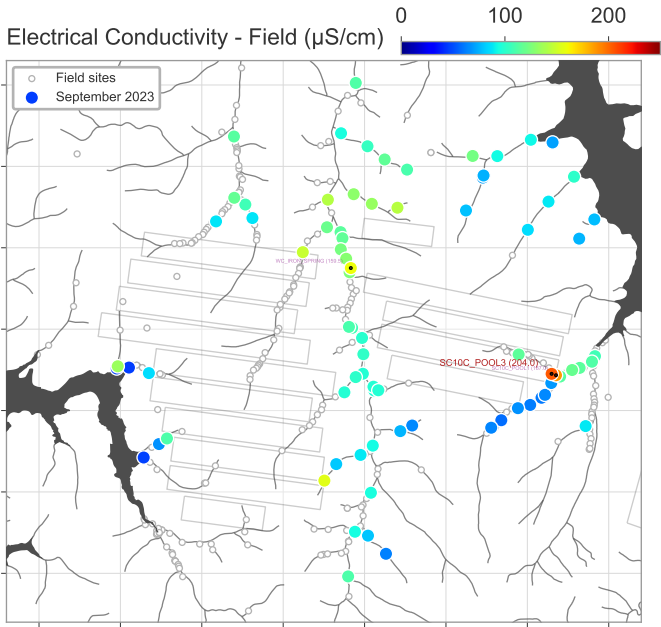 0 100 200
Electrical Conductivity - Field (μS/cm)
Field sites
September 2023
SC10C_POOL3 (204.0)